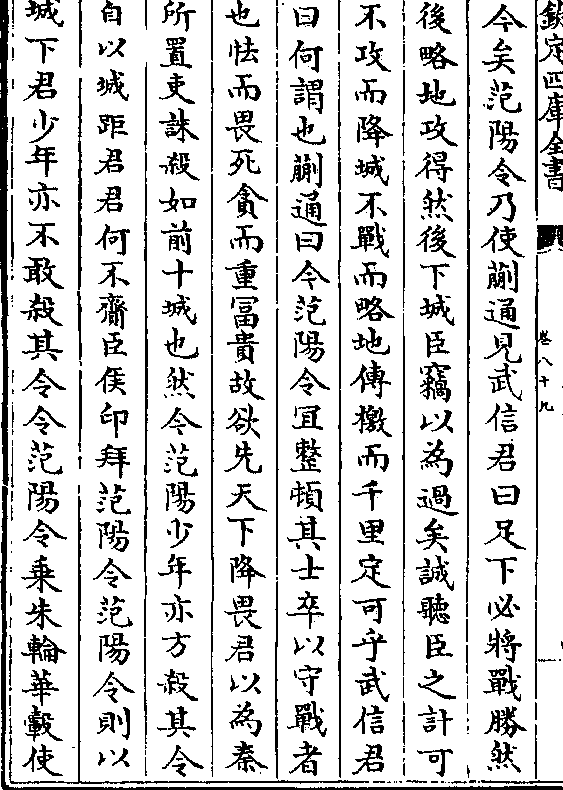 欽定四庫全書
卷八十九
今矣范陽令乃使蒯通見武信君曰足下必將戰勝然
後略地攻得然後下城臣竊以為過矣誠聽臣之計可
不攻而降城不戰而略地傳檄而千里定可乎武信君
曰何謂也蒯通曰今范陽令宜整頓其士卒以守戰者
也怯而畏死貪而重冨貴故欲先天下降畏君以為秦
所置吏誅殺如前十城也然今范陽少年亦方殺其令
自以城距君君何不齎臣侯印拜范陽令范陽令則以
城下君少年亦不敢殺其令令范陽令乗朱輪華轂使